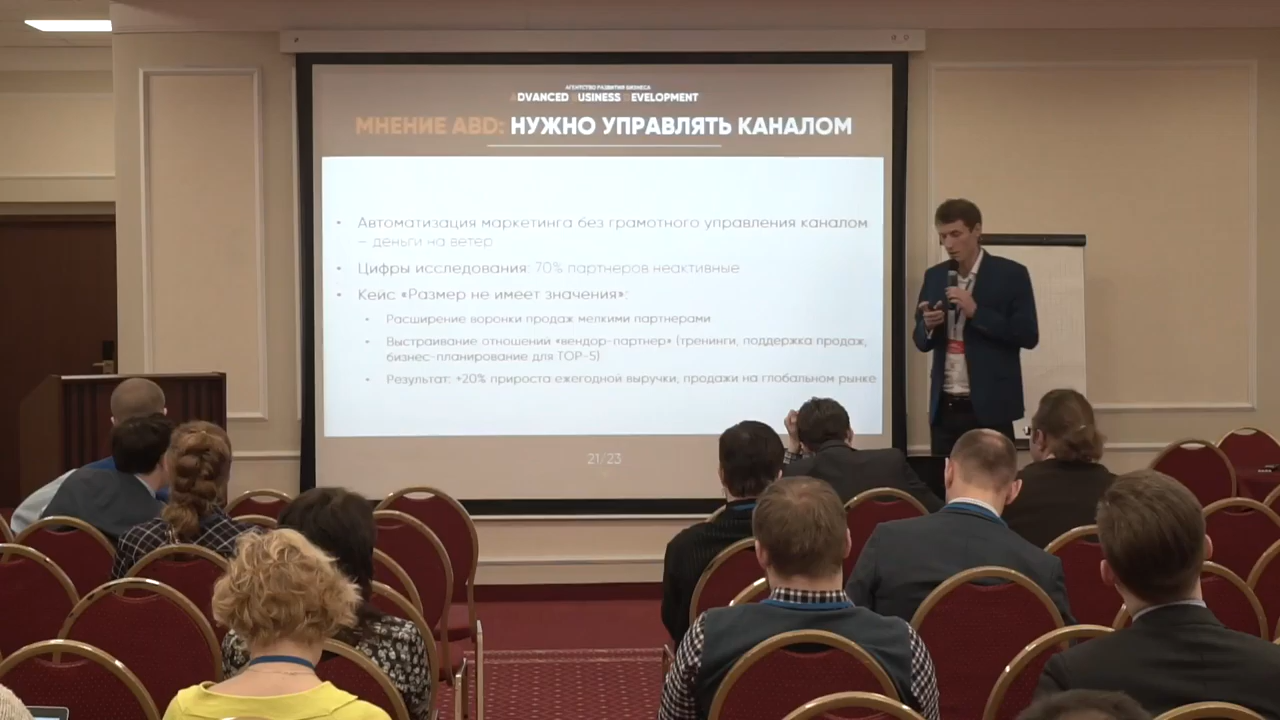 АГЕНТСТВО РАЗВИТИЯ БИЗНЕСА
ADVANCED BUSINESS DEVELOPMENT
МНЕНИЕ ABD: НУЖНО УПРАВЛЯТЬ КАНАЛОМ
• Автоматизация маркетинга без грамотного управления каналом
– деньги на ветер
• Цифры исследования: 70% партнеров неактивные
• Кейс «Размер не имеет значения»:
• Расширение воронки продаж мелкими партнерами
• Выстраивание отношений «вендор-партнер» (тренинги, поддержка продаж,
бизнес-планирование для TOP-5)
• Результат: +20% прироста ежегодной выручки, продажи на глобальном рынке
21/23